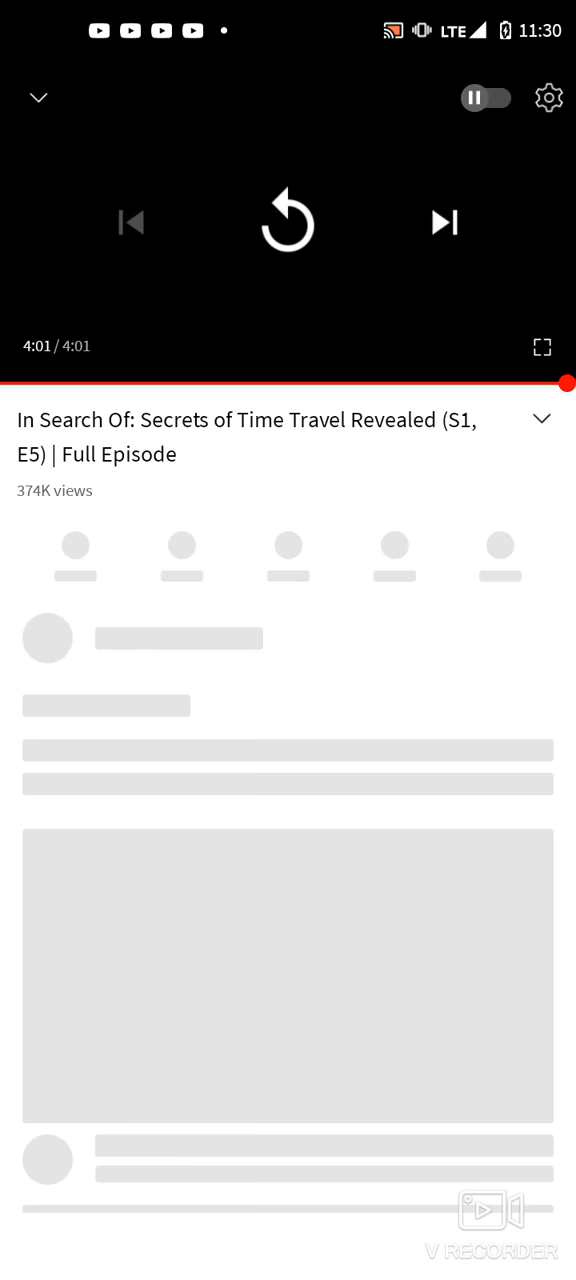 LTE 11:30
4:01 / 4:01
In Search Of: Secrets of Time Travel Revealed (S1,
E5) | Full Episode
374K views
V RECORDER